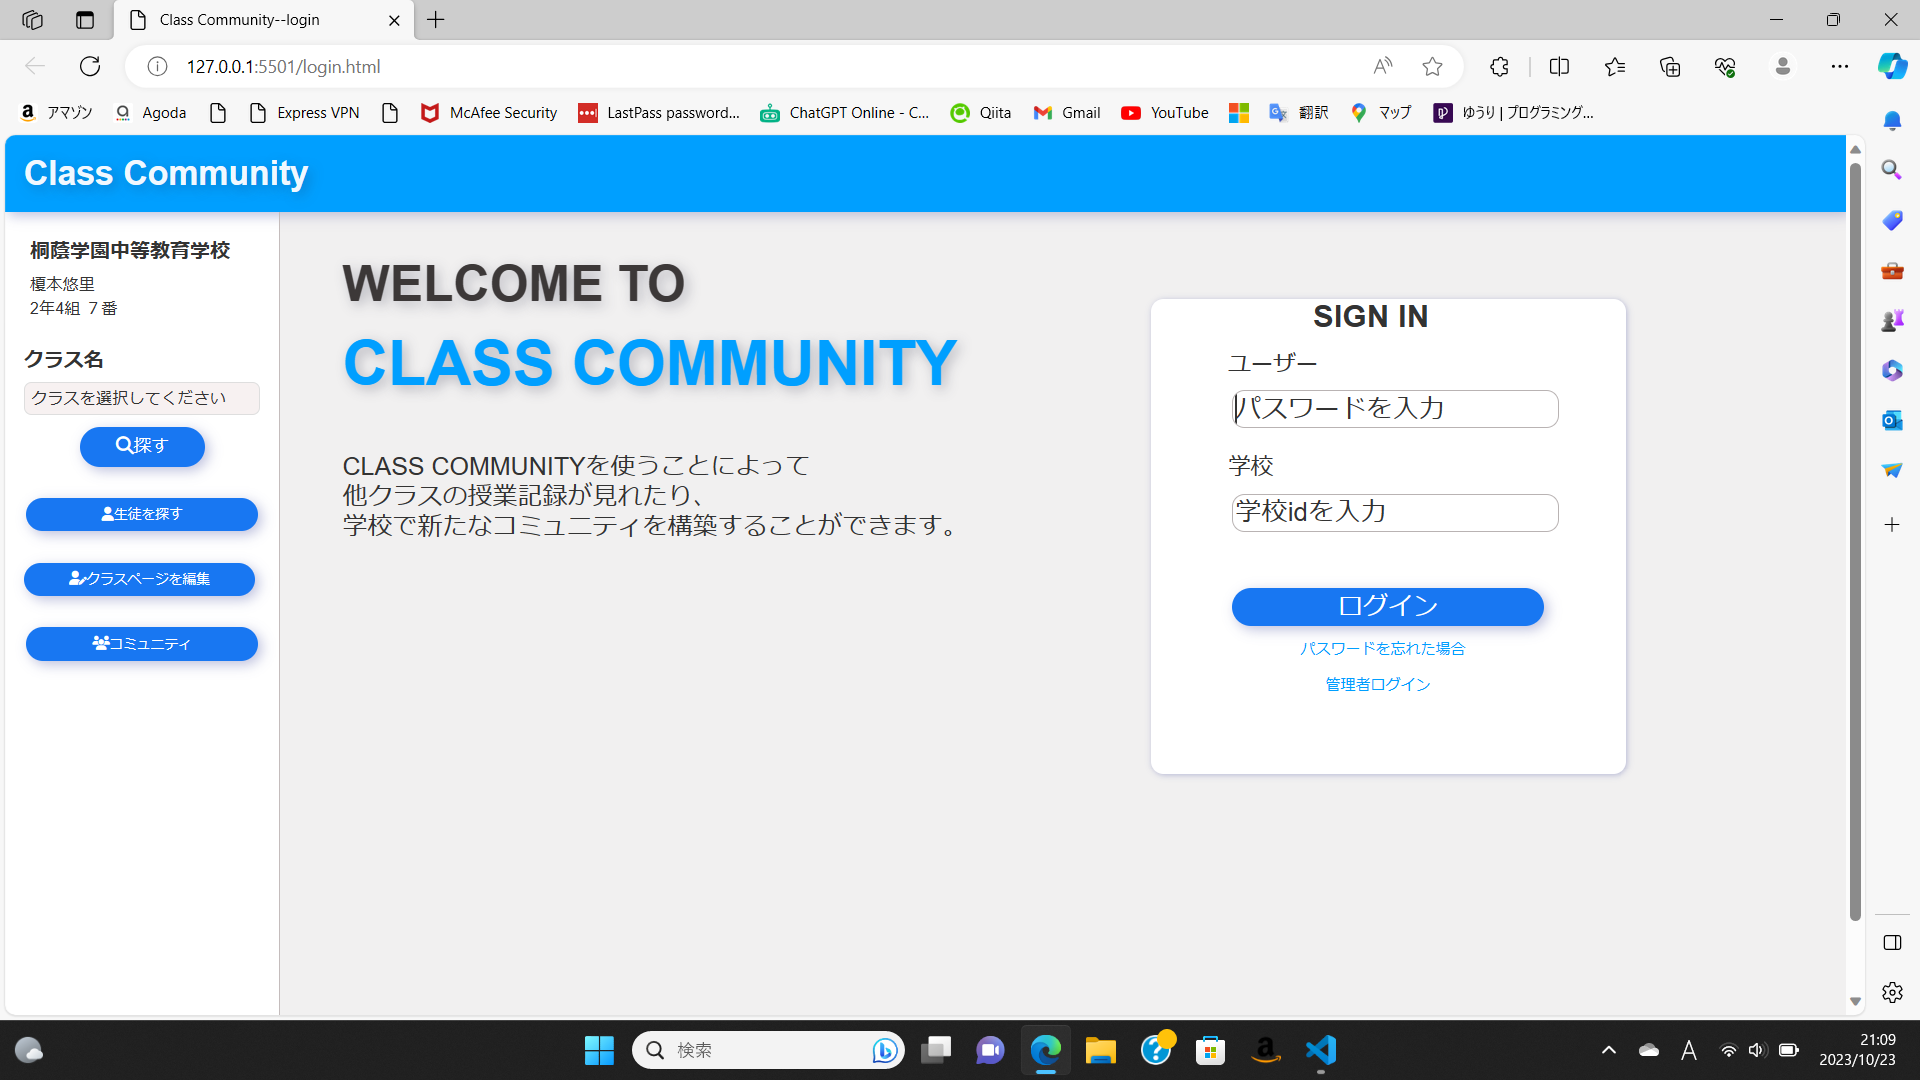 Class Community--login
127.0.0.1:5501/login.html
アマゾン
Agoda
Express VPN
McAfee Security
LastPass password...
ChatGPT Online - C...
Qiita
Gmail
YouTube
翻訳
マップ
ゆうり | プログラミング...
Class Community
桐蔭学園中等教育学校
榎本悠里
2年4組 7番
クラス名
クラスを選択してください
探す
生徒を探す
クラスページを編集
コミュニティ
WELCOME TO
CLASS COMMUNITY
CLASS COMMUNITYを使うことによって
他クラスの授業記録が見れたり、
学校で新たなコミュニティを構築することができます。
SIGN IN
ユーザー
パスワードを入力
学校
学校idを入力
ログイン
パスワードを忘れた場合
管理者ログイン
検索
A
21:09
2023/10/23